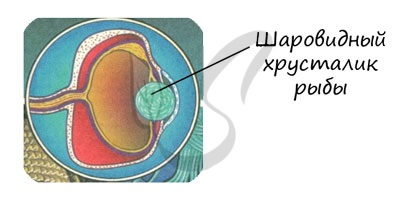 Шаровидный
хрусталик
рыбы